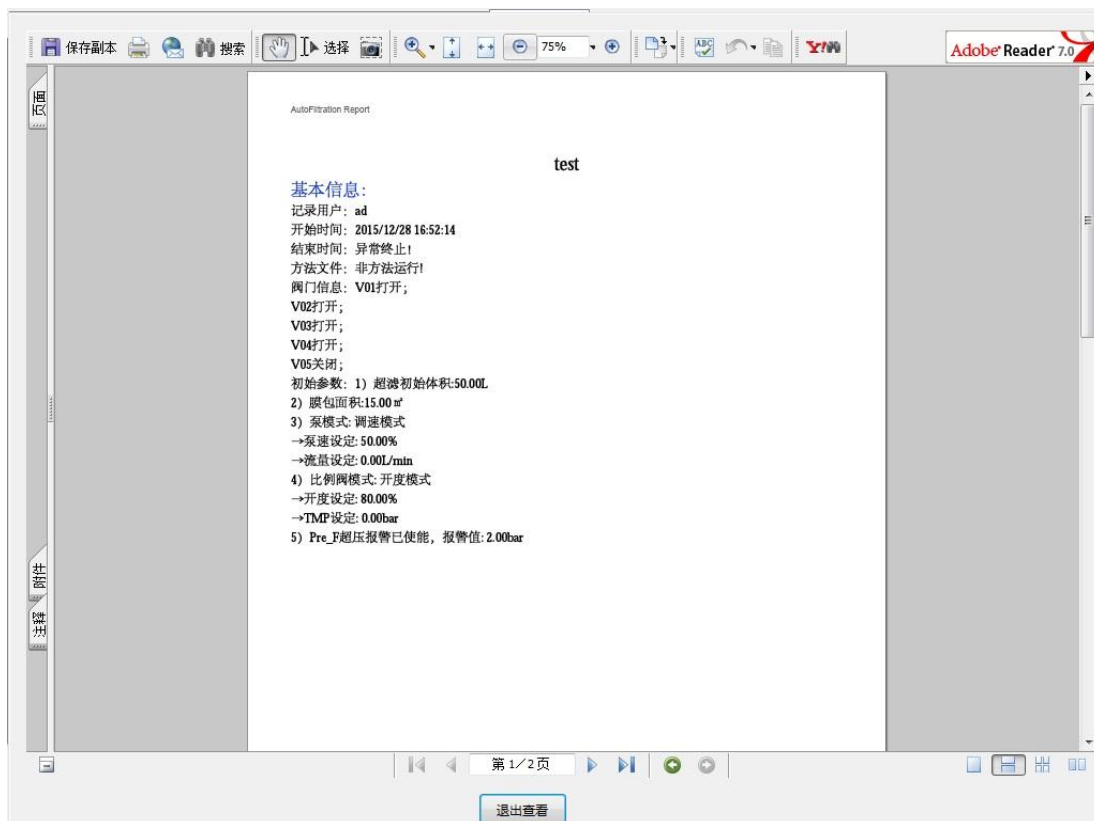 保存副本 搜索 选择 75% Y! Adobe Reader 7.0
页面
AutoFiltration Report
test
基本信息:
记录用户: ad
开始时间: 2015/12/28 16:52:14
结束时间: 异常终止!
方法文件: 非方法运行!
阀门信息: V01打开;
V02打开;
V03打开;
V04打开;
V05关闭;
初始参数: 1) 超滤初始体积:50.00L
2) 膜包面积:15.00㎡
3) 泵模式: 调速模式
→泵速设定: 50.00%
→流量设定: 0.00L/min
4) 比例阀模式: 开度模式
→开度设定: 80.00%
→TMP设定: 0.00bar
5) Pre_F超压报警已使能, 报警值: 2.00bar
附件
注释
第 1/2 页
退出查看